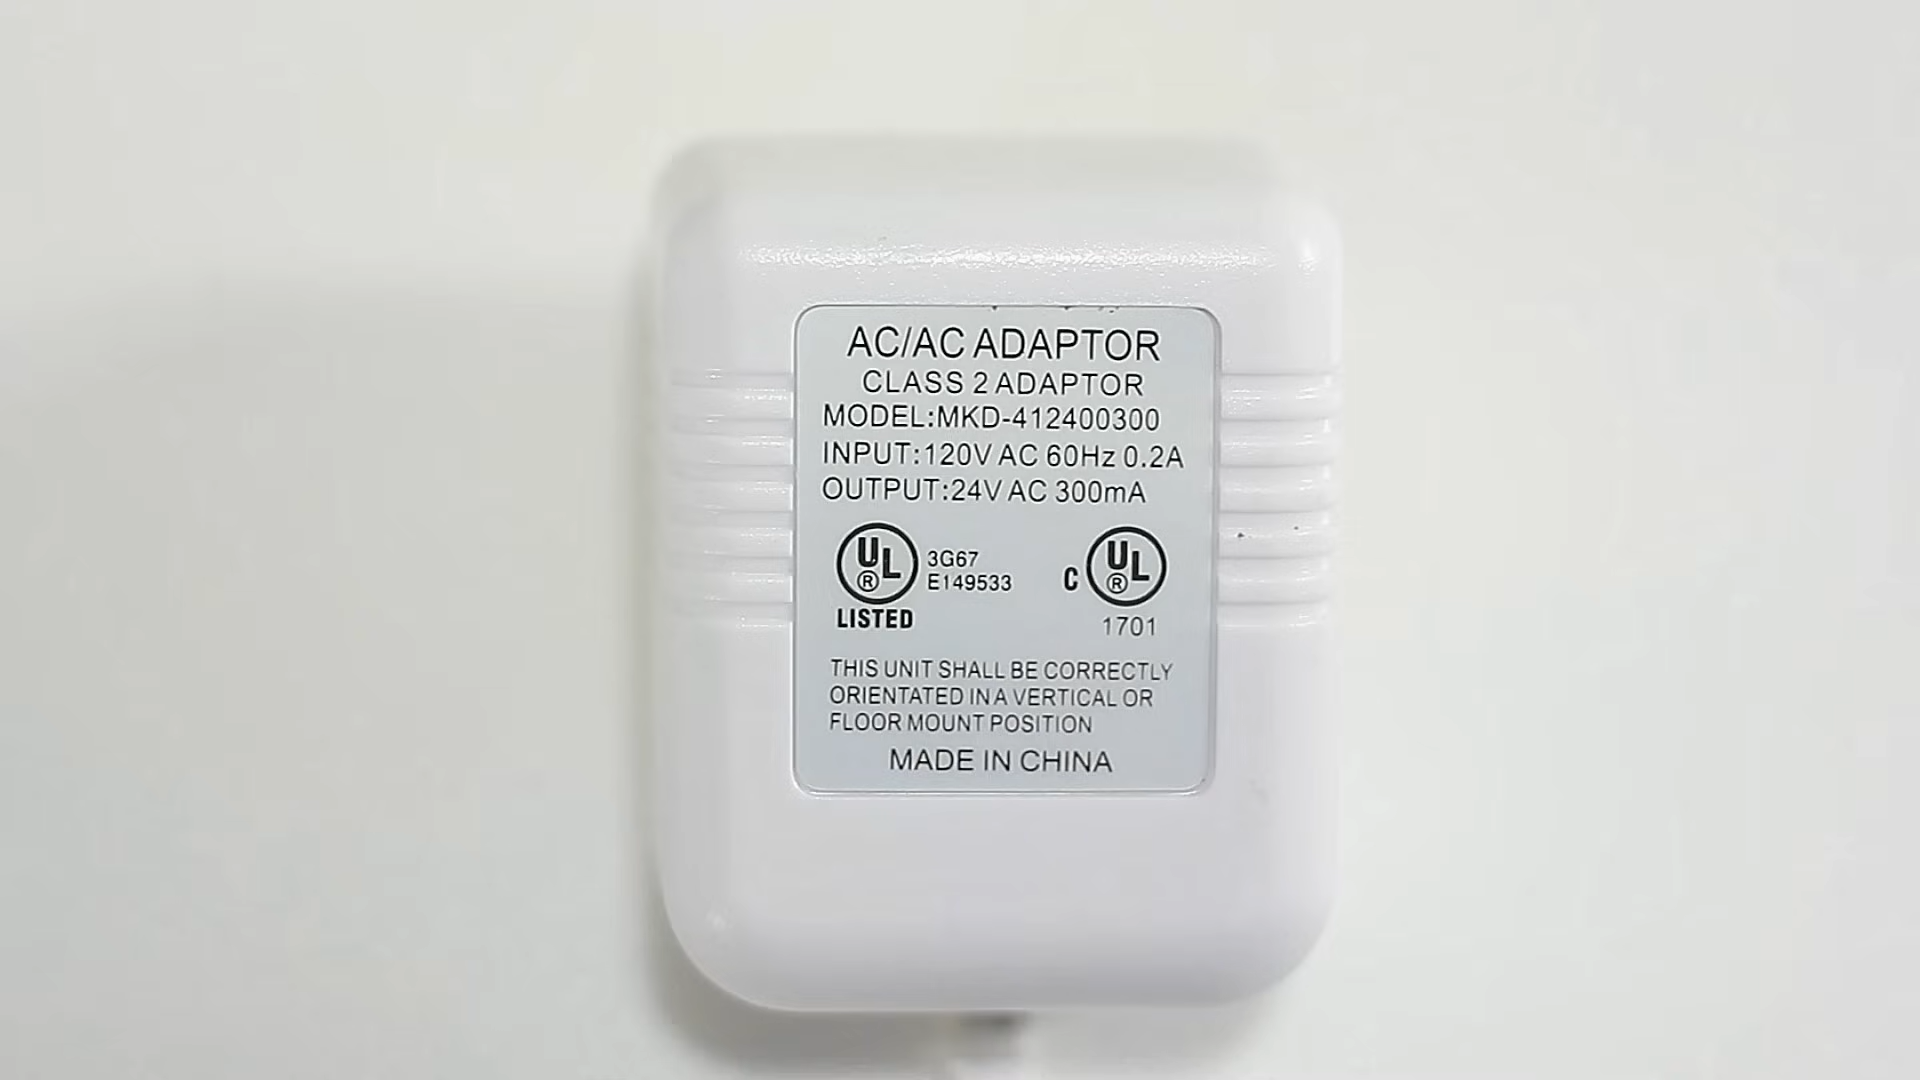 AC/AC ADAPTOR
CLASS 2 ADAPTOR
MODEL:MKD-412400300
INPUT:120V AC 60Hz 0.2A
OUTPUT:24V AC 300mA
UL ® 3G67
E149533
LISTED
C UL ®
1701
THIS UNIT SHALL BE CORRECTLY
ORIENTATED IN A VERTICAL OR
FLOOR MOUNT POSITION
MADE IN CHINA